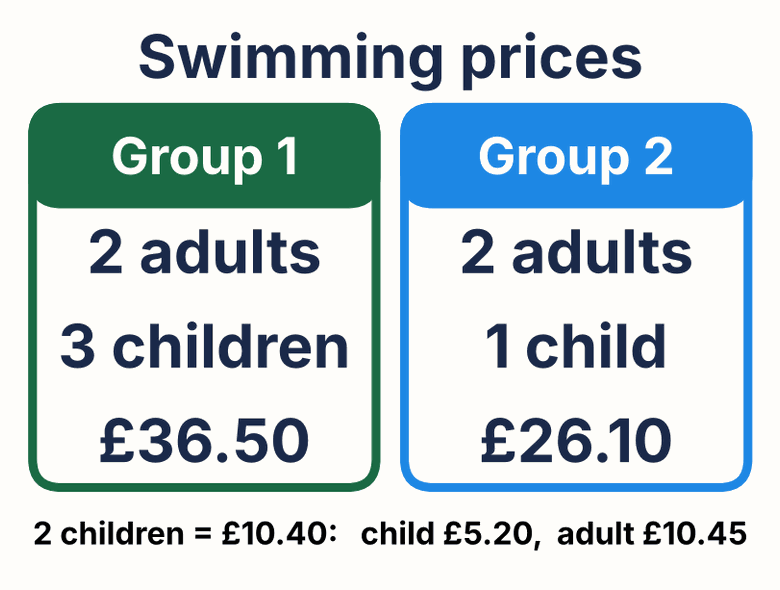 Swimming prices
Group 1
2 adults
3 children
£36.50
Group 2
2 adults
1 child
£26.10
2 children = £10.40: child £5.20, adult £10.45